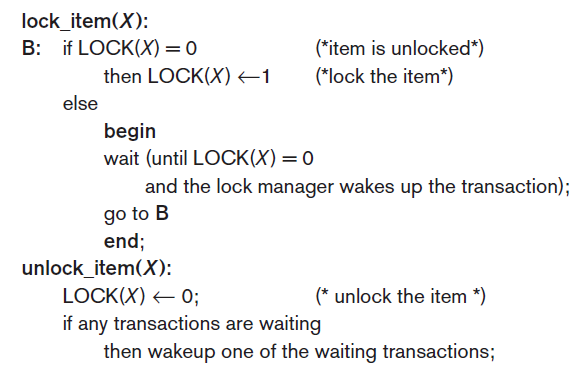 lock_item(X):
B: if LOCK(X) = 0 (*item is unlocked*)
then LOCK(X) ←1 (*lock the item*)
else
begin
wait (until LOCK(X) = 0
and the lock manager wakes up the transaction);
go to B
end;
unlock_item(X):
LOCK(X) ← 0; (* unlock the item *)
if any transactions are waiting
then wakeup one of the waiting transactions;